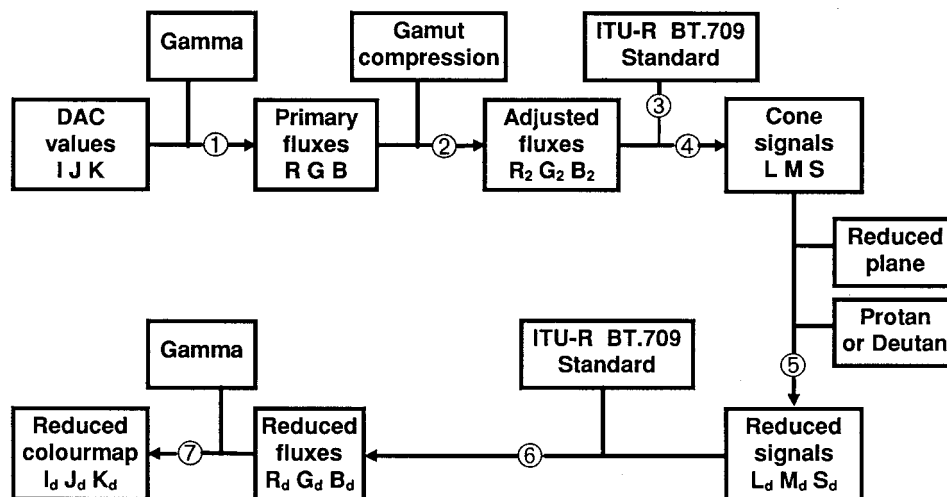 Gamma
Gamut
compression
ITU-R BT.709
Standard
③
DAC
values
I J K
①
Primary
fluxes
R G B
②
Adjusted
fluxes
R₂ G₂ B₂
④
Cone
signals
L M S
Reduced
plane
Protan
or Deutan
⑤
Gamma
ITU-R BT.709
Standard
Reduced
colourmap
I_d J_d K_d
⑦
Reduced
fluxes
R_d G_d B_d
⑥
Reduced
signals
L_d M_d S_d